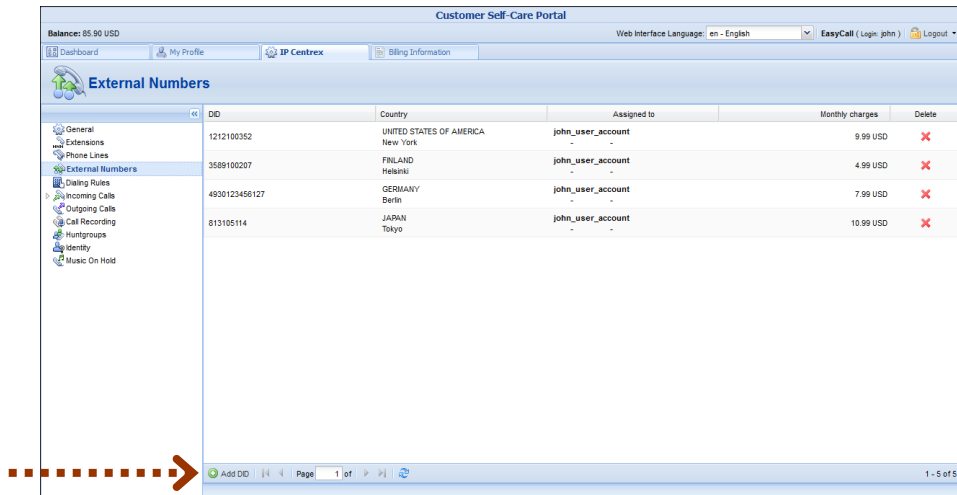 Customer Self-Care Portal
Balance: 85.90 USD Web Interface Language: en - English EasyCall ( Login: john ) Logout
Dashboard My Profile IP Centrex Billing Information
External Numbers
DID Country Assigned to Monthly charges Delete
General
Extensions
Phone Lines
External Numbers
Dialing Rules
Incoming Calls
Outgoing Calls
Call Recording
Huntgroups
Identity
Music On Hold
1212100352 UNITED STATES OF AMERICA john_user_account 9.99 USD
New York - -
3589100207 FINLAND john_user_account 4.99 USD
Helsinki - -
4930123456127 GERMANY john_user_account 7.99 USD
Berlin - -
813105114 JAPAN john_user_account 10.99 USD
Tokyo - -
Add DID Page 1 of 1 - 5 of 5